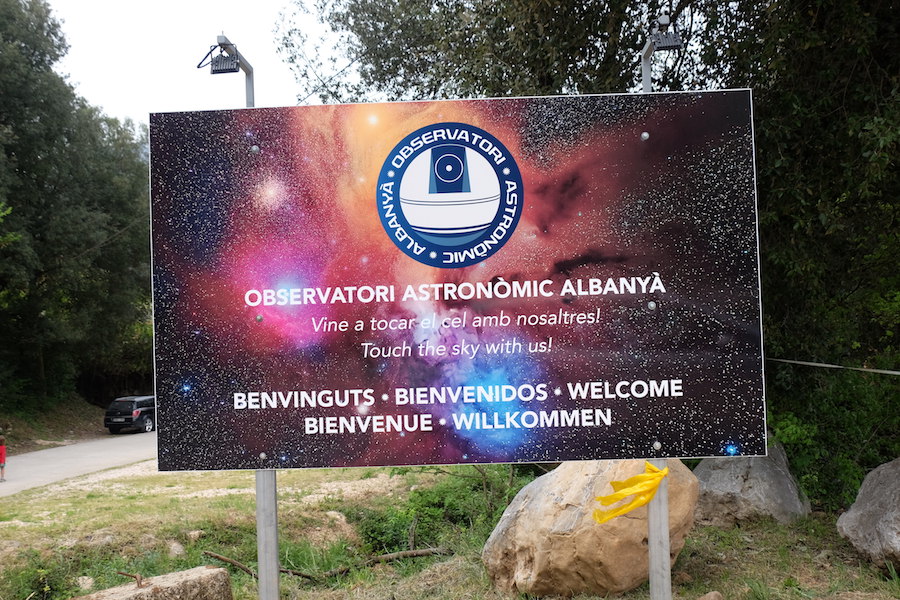 OBSERVATORI
ASTRONÒMIC
ALBANYÀ
OBSERVATORI ASTRONÒMIC ALBANYÀ
Vine a tocar el cel amb nosaltres!
Touch the sky with us!
BENVINGUTS • BIENVENIDOS • WELCOME
BIENVENUE • WILLKOMMEN